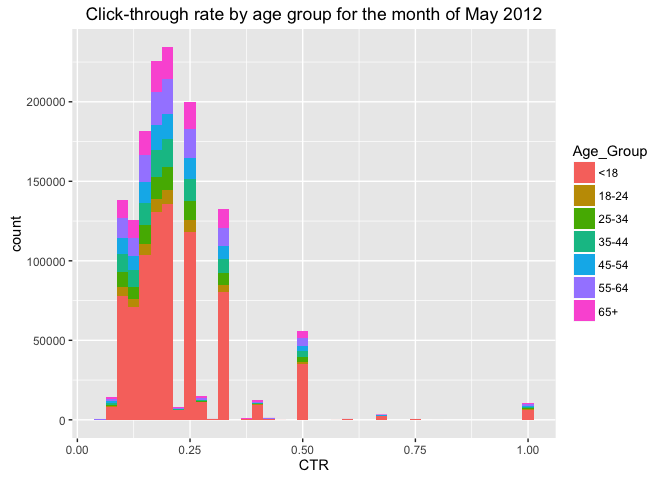 Click-through rate by age group for the month of May 2012
200000
150000
100000
50000
0
count
0.00 0.25 0.50 0.75 1.00
CTR
Age_Group
<18
18-24
25-34
35-44
45-54
55-64
65+